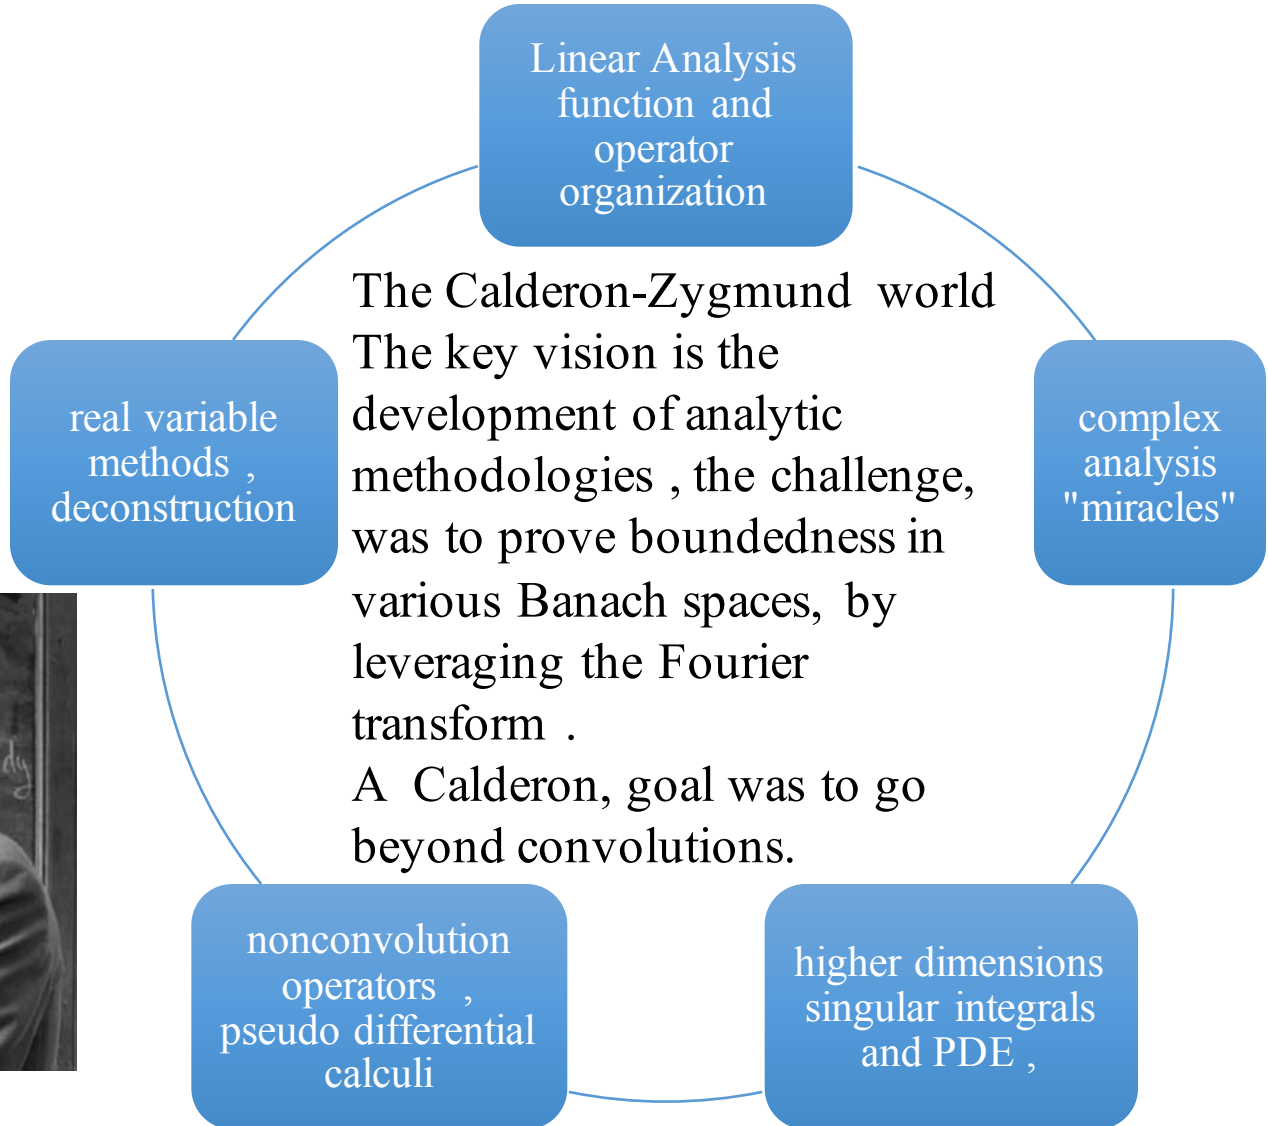 Linear Analysis
function and
operator
organization
The Calderon-Zygmund world
The key vision is the
development of analytic
methodologies , the challenge,
was to prove boundedness in
various Banach spaces, by
leveraging the Fourier
transform .
A Calderon, goal was to go
beyond convolutions.
real variable
methods ,
deconstruction
complex
analysis
"miracles"
dy
nonconvolution
operators ,
pseudo differential
calculi
higher dimensions
singular integrals
and PDE ,